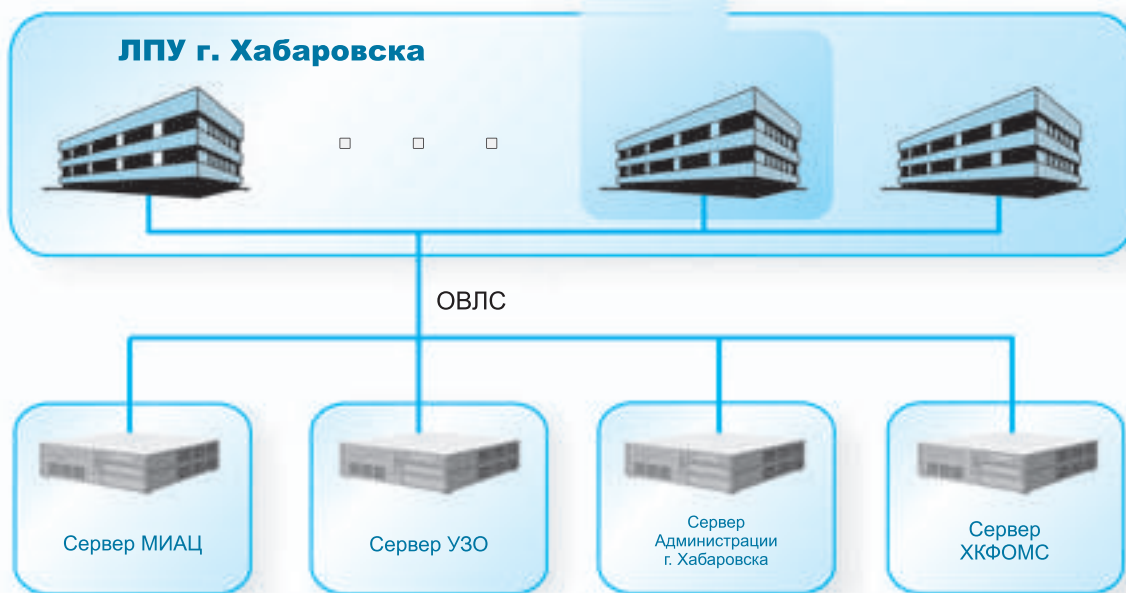 ЛПУ г. Хабаровска
ОВЛС
Сервер МИАЦ
Сервер УЗО
Сервер
Администрации
г. Хабаровска
Сервер
ХКФОМС